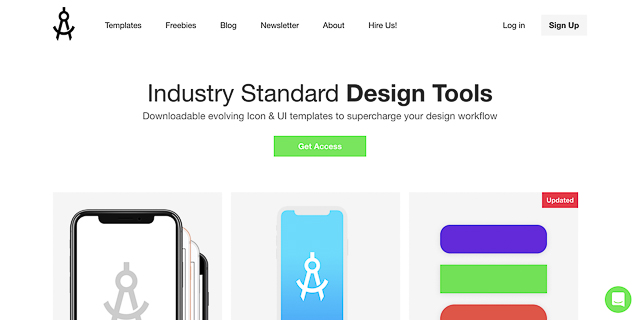 Templates Freebies Blog Newsletter About Hire Us! Log in Sign Up
Industry Standard Design Tools
Downloadable evolving Icon & UI templates to supercharge your design workflow
Get Access
Updated